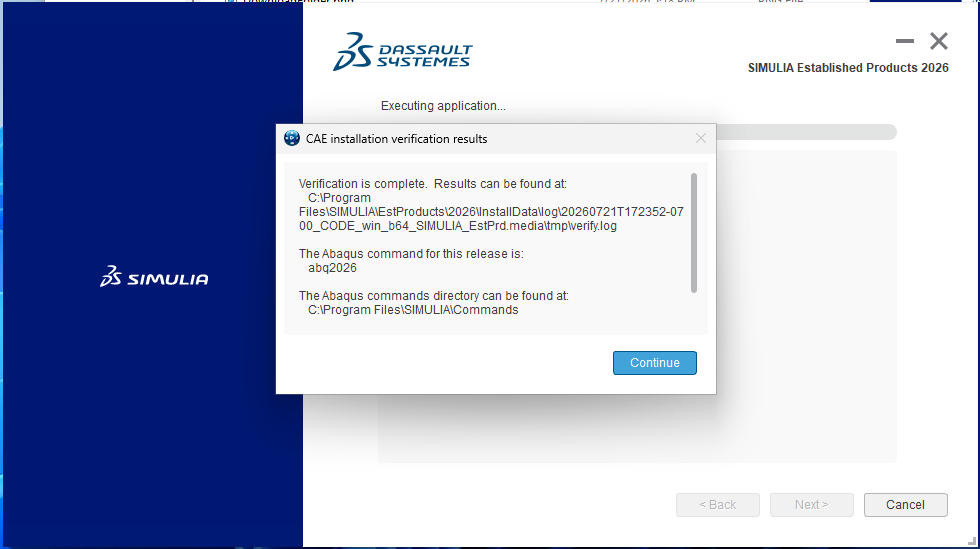 DASSAULT
SYSTEMES
SIMULIA Established Products 2026
Executing application...
CAE installation verification results
Verification is complete.  Results can be found at:
C:\Program
Files\SIMULIA\EstProducts\2026\InstallData\log\20260721T172352-07
00_CODE_win_b64_SIMULIA_EstPrd.media\tmp\verify.log
The Abaqus command for this release is:
abq2026
The Abaqus commands directory can be found at:
C:\Program Files\SIMULIA\Commands
Continue
SIMULIA
< Back
Next >
Cancel